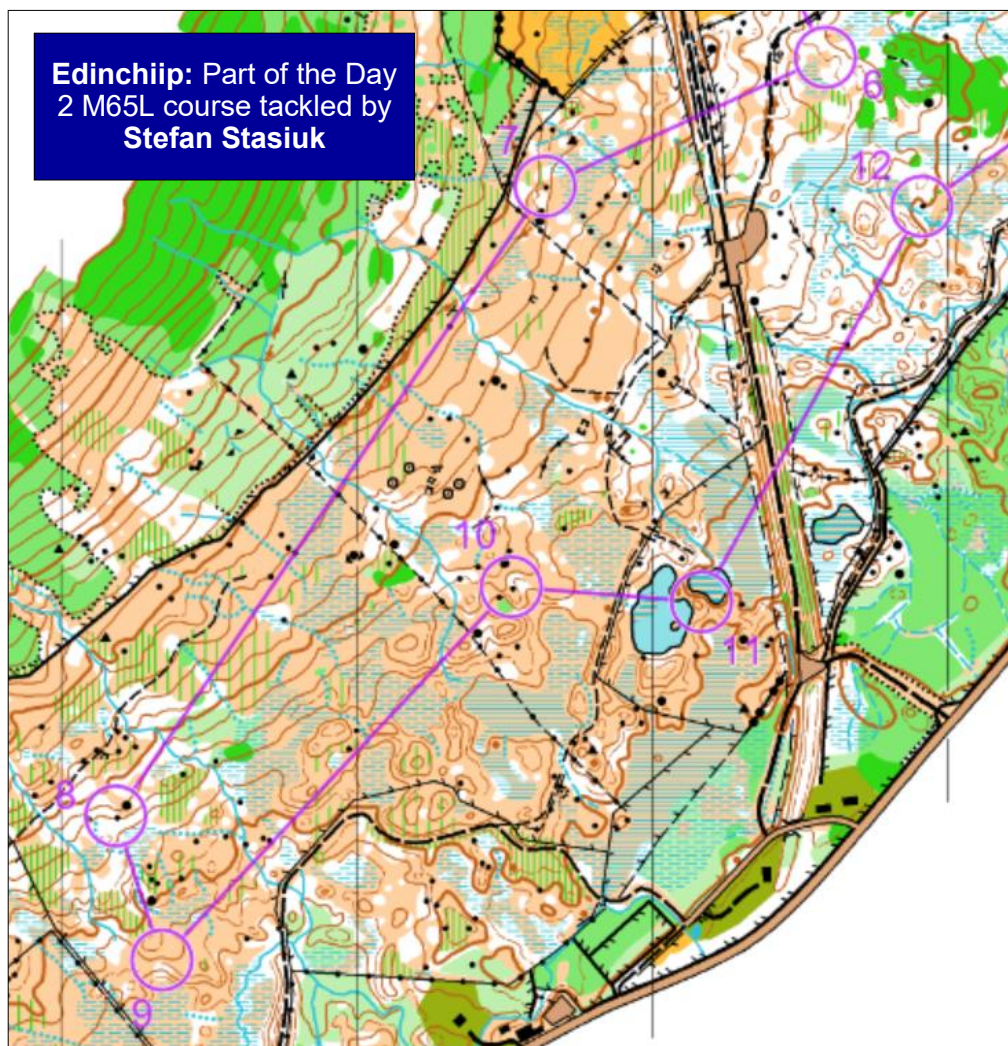 Edinchiip: Part of the Day
2 M65L course tackled by
Stefan Stasiuk
6
7
12
10
11
8
9